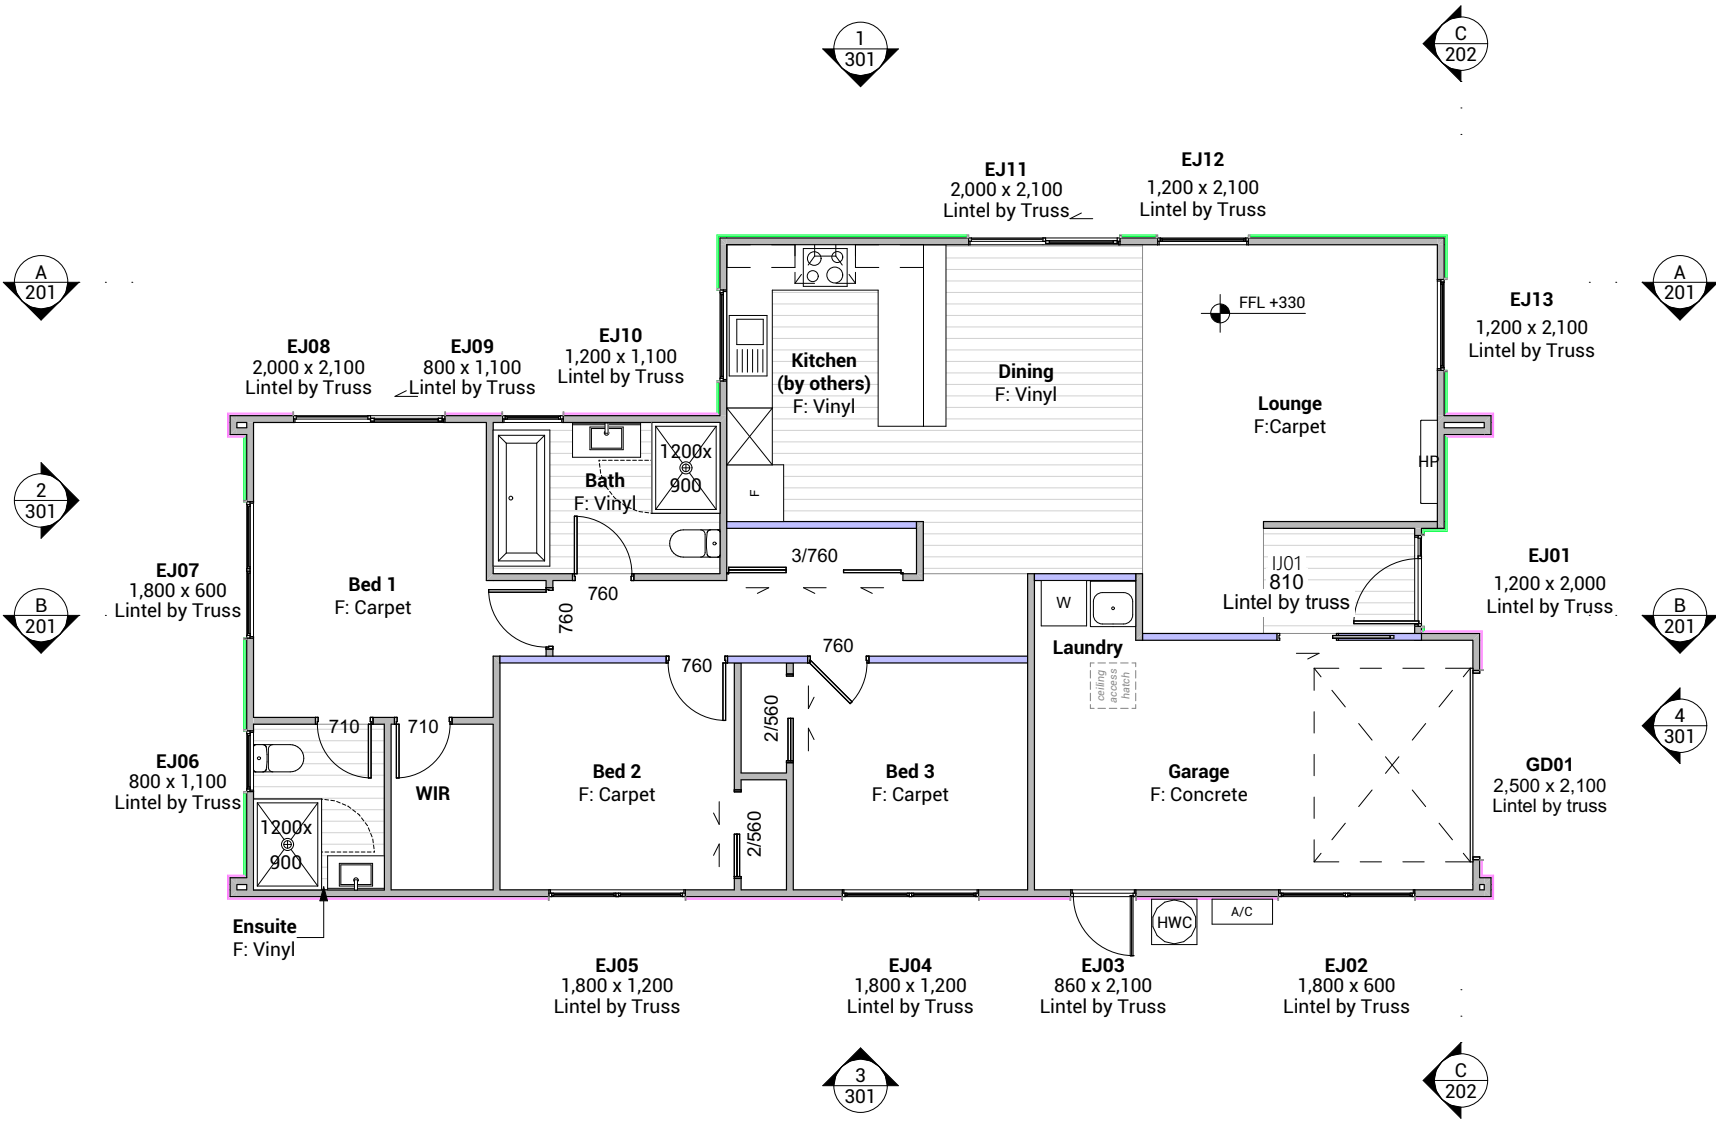 1
301
C
202
EJ11
2,000 x 2,100
Lintel by Truss
EJ12
1,200 x 2,100
Lintel by Truss
A
201
A
201
EJ13
1,200 x 2,100
Lintel by Truss
FFL +330
EJ08
2,000 x 2,100
Lintel by Truss
EJ09
800 x 1,100
Lintel by Truss
EJ10
1,200 x 1,100
Lintel by Truss
Kitchen
(by others)
F: Vinyl
Dining
F: Vinyl
Lounge
F:Carpet
HP
1200x
900
Bath
F: Vinyl
F
2
301
3/760
IJ01
810
Lintel by truss
EJ01
1,200 x 2,000
Lintel by Truss
EJ07
1,800 x 600
Lintel by Truss
Bed 1
F: Carpet
760
760
W
B
201
B
201
760
760
Laundry
ceiling
access
hatch
710
710
2/560
4
301
EJ06
800 x 1,100
Lintel by Truss
WIR
Bed 2
F: Carpet
Bed 3
F: Carpet
Garage
F: Concrete
GD01
2,500 x 2,100
Lintel by truss
1200x
900
2/560
Ensuite
F: Vinyl
HWC
A/C
EJ05
1,800 x 1,200
Lintel by Truss
EJ04
1,800 x 1,200
Lintel by Truss
EJ03
860 x 2,100
Lintel by Truss
EJ02
1,800 x 600
Lintel by Truss
3
301
C
202